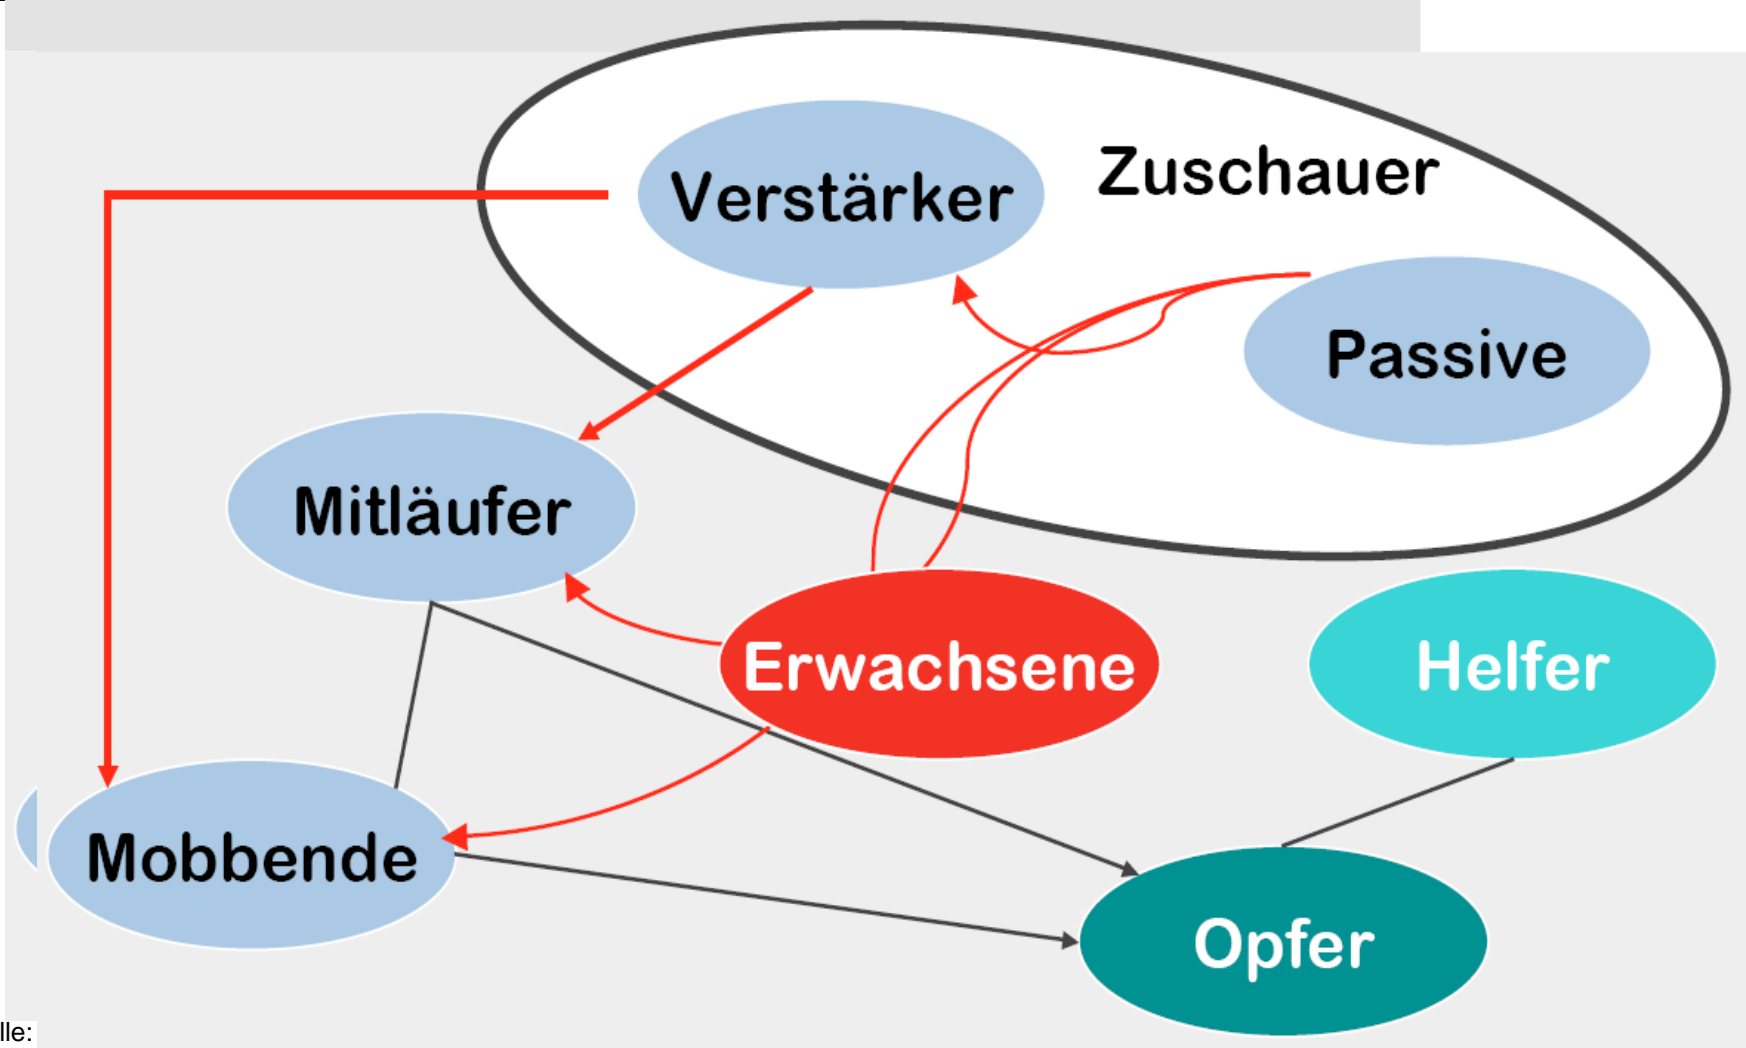 Verstärker
Zuschauer
Passive
Mitläufer
Erwachsene
Helfer
Mobbende
Opfer
lle: